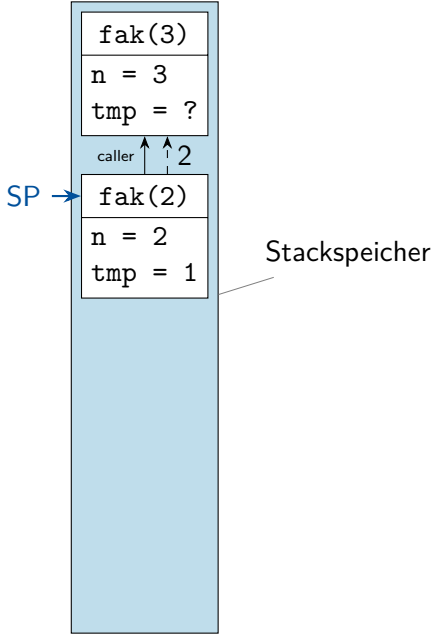 fak(3)
n = 3
tmp = ?
caller
2
SP
fak(2)
n = 2
tmp = 1
Stackspeicher